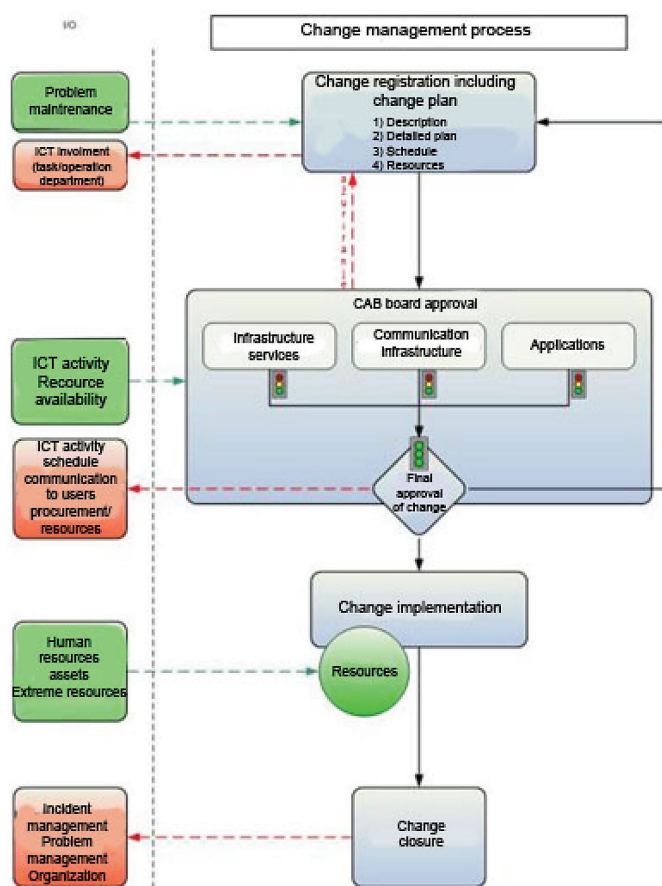 I/O
Change management process
Problem
maintrenance
Change registration including
change plan
1) Description
2) Detailed plan
3) Schedule
4) Resources
ICT Involment
(task/operation
department)
CAB board approval
Infrastructure
services
Communication
Infrastructure
Applications
ICT activity
Recource
availability
ICT activity
schedule
communication
to users
procurement/
resources
Final
approval
of change
Change implementation
Human
resources
assets
Extreme resources
Resources
Incident
management
Problem
management
Organization
Change
closure